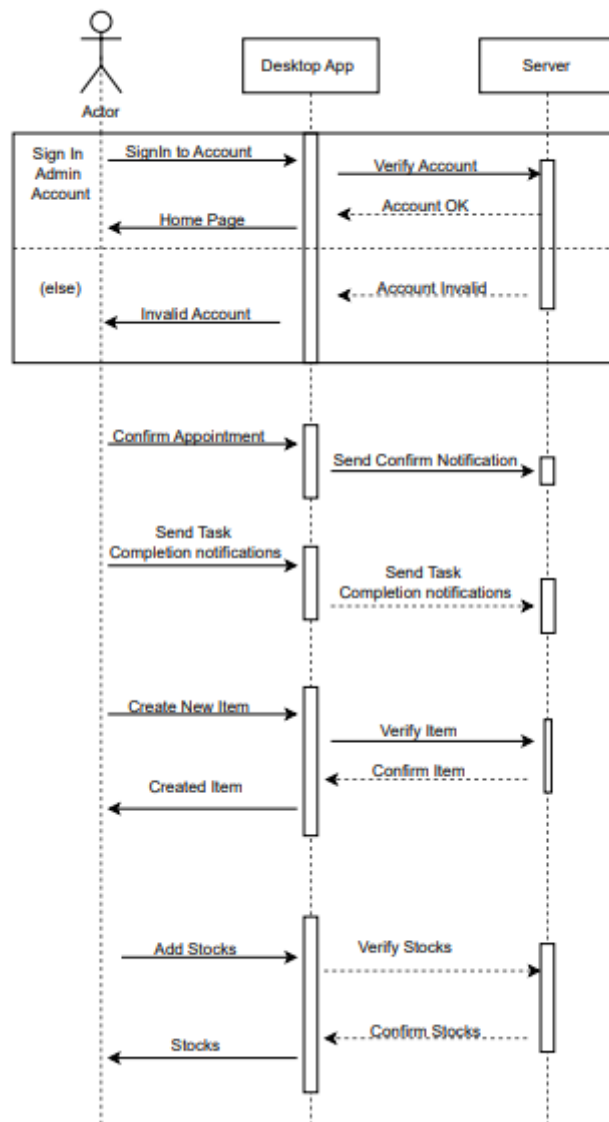 Actor
Desktop App
Server
Sign In
Admin
Account
SignIn to Account
Verify Account
Account OK
Home Page
(else)
Account Invalid
Invalid Account
Confirm Appointment
Send Confirm Notification
Send Task
Completion notifications
Send Task
Completion notifications
Create New Item
Verify Item
Confirm Item
Created Item
Add Stocks
Verify Stocks
Confirm Stocks
Stocks